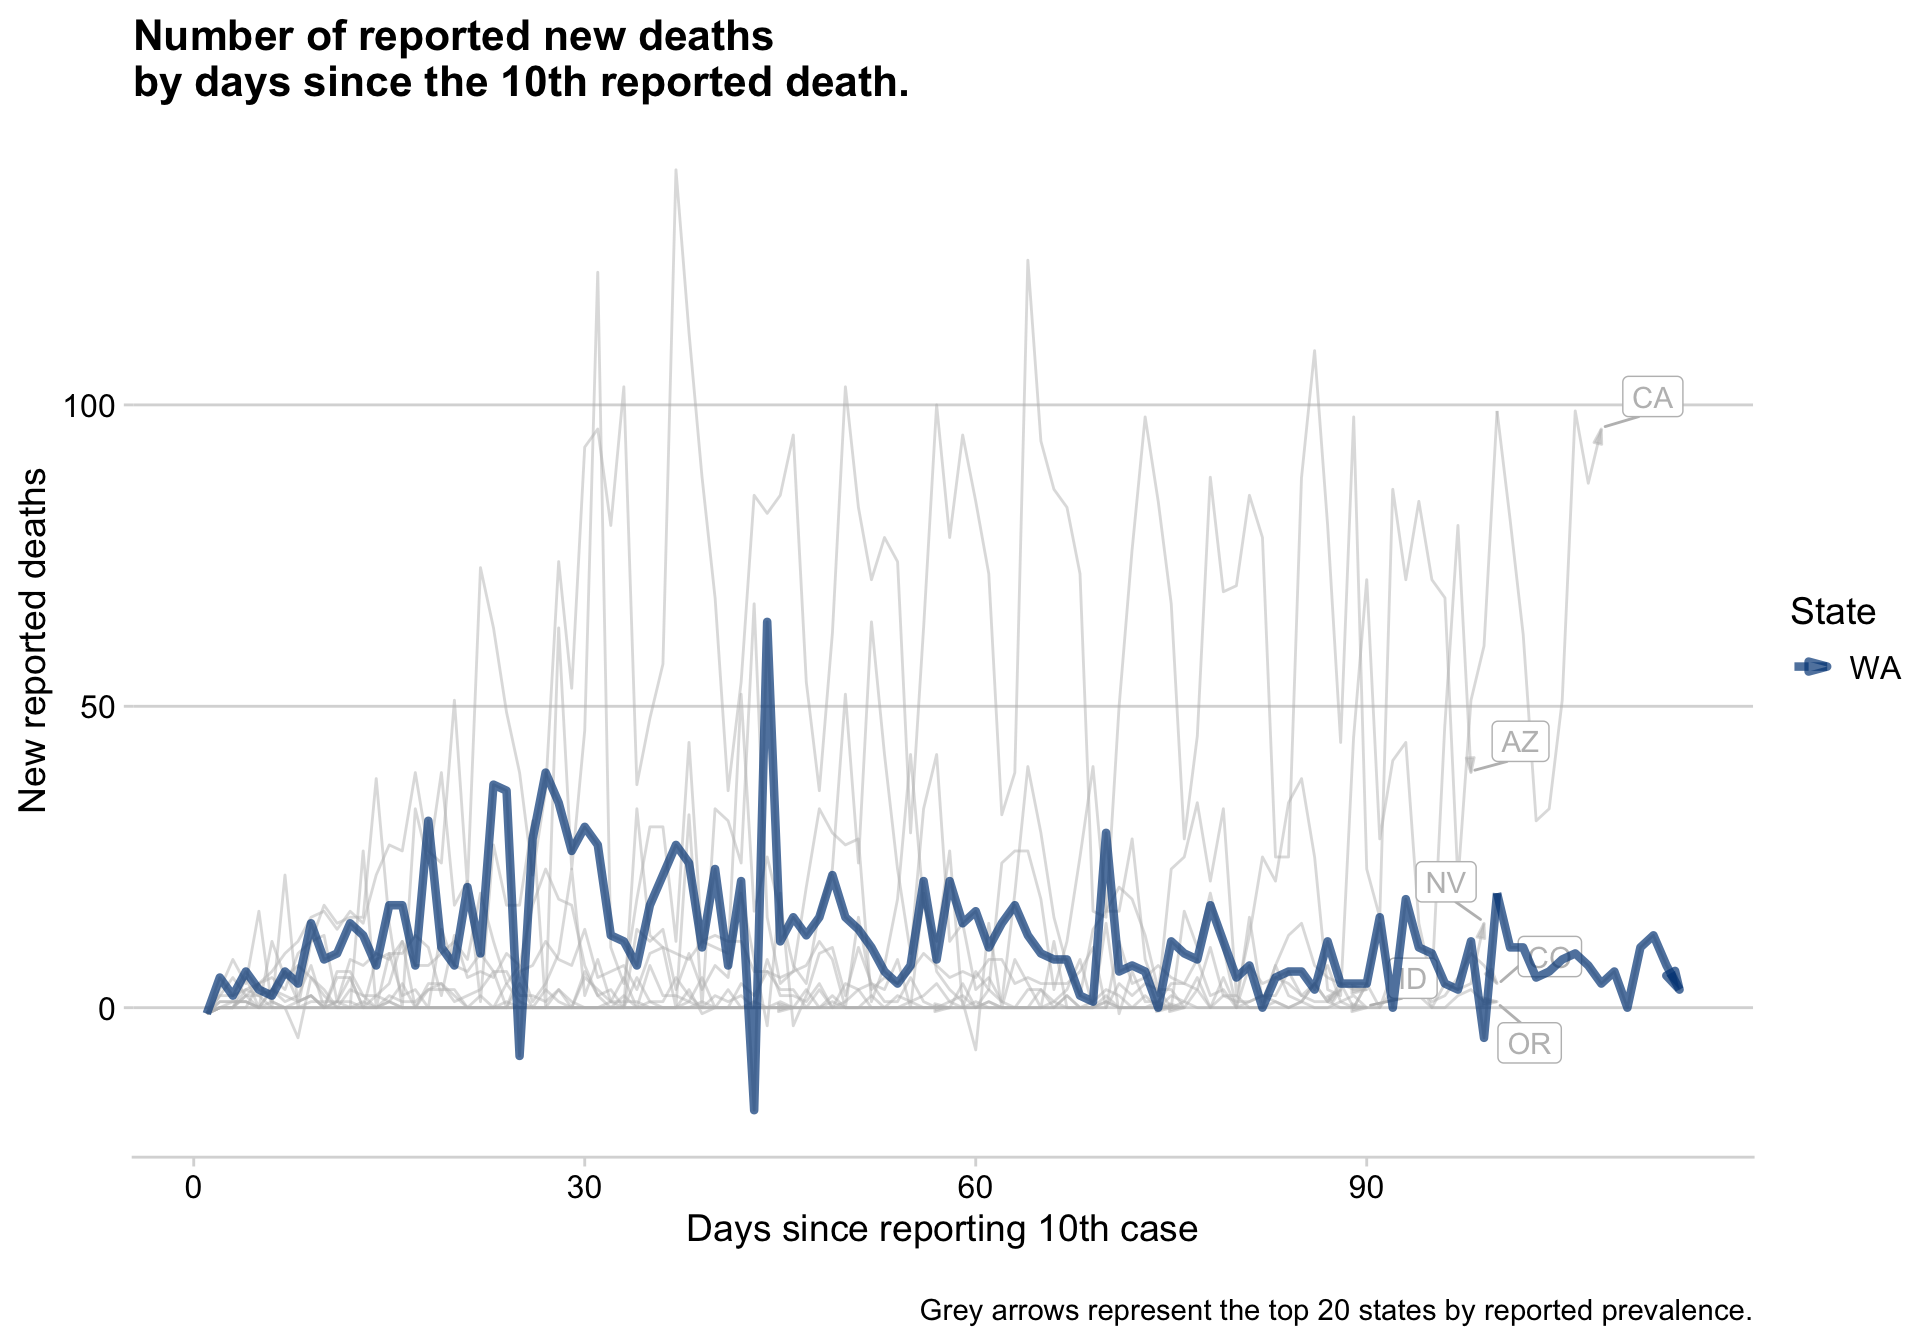 Number of reported new deaths
by days since the 10th reported death.
New reported deaths
100
50
0
CA
AZ
NV
CO
ID
OR
State
WA
0
30
60
90
Days since reporting 10th case
Grey arrows represent the top 20 states by reported prevalence.